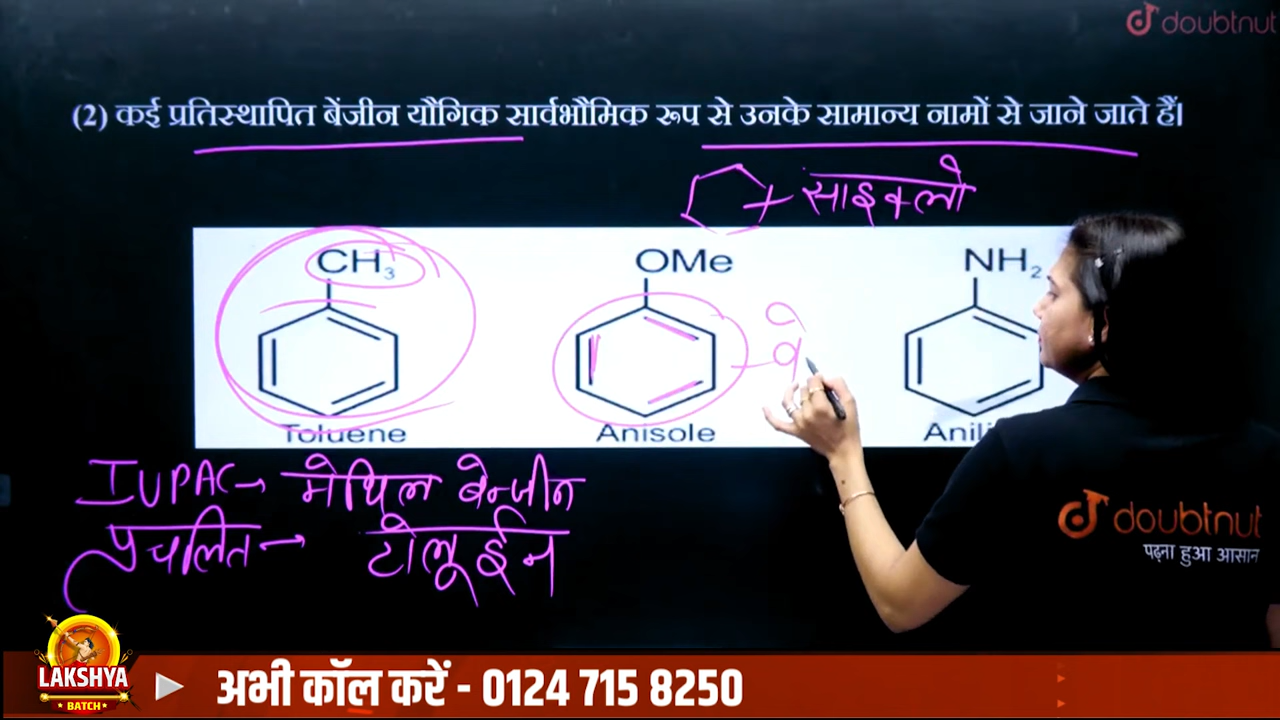 doubtnut
(2) कई प्रतिस्थापित बेंजीन यौगिक सार्वभौमिक रूप से उनके सामान्य नामों से जाने जाते हैं।
साइक्लो
CH3
OMe
NH2
बे
Toluene
Anisole
Anili
IUPAC → मेथिल बेन्जीन
प्रचलित → टोलूईन
doubtnut
पढ़ना हुआ आसान
LAKSHYA
BATCH
अभी कॉल करें - 0124 715 8250